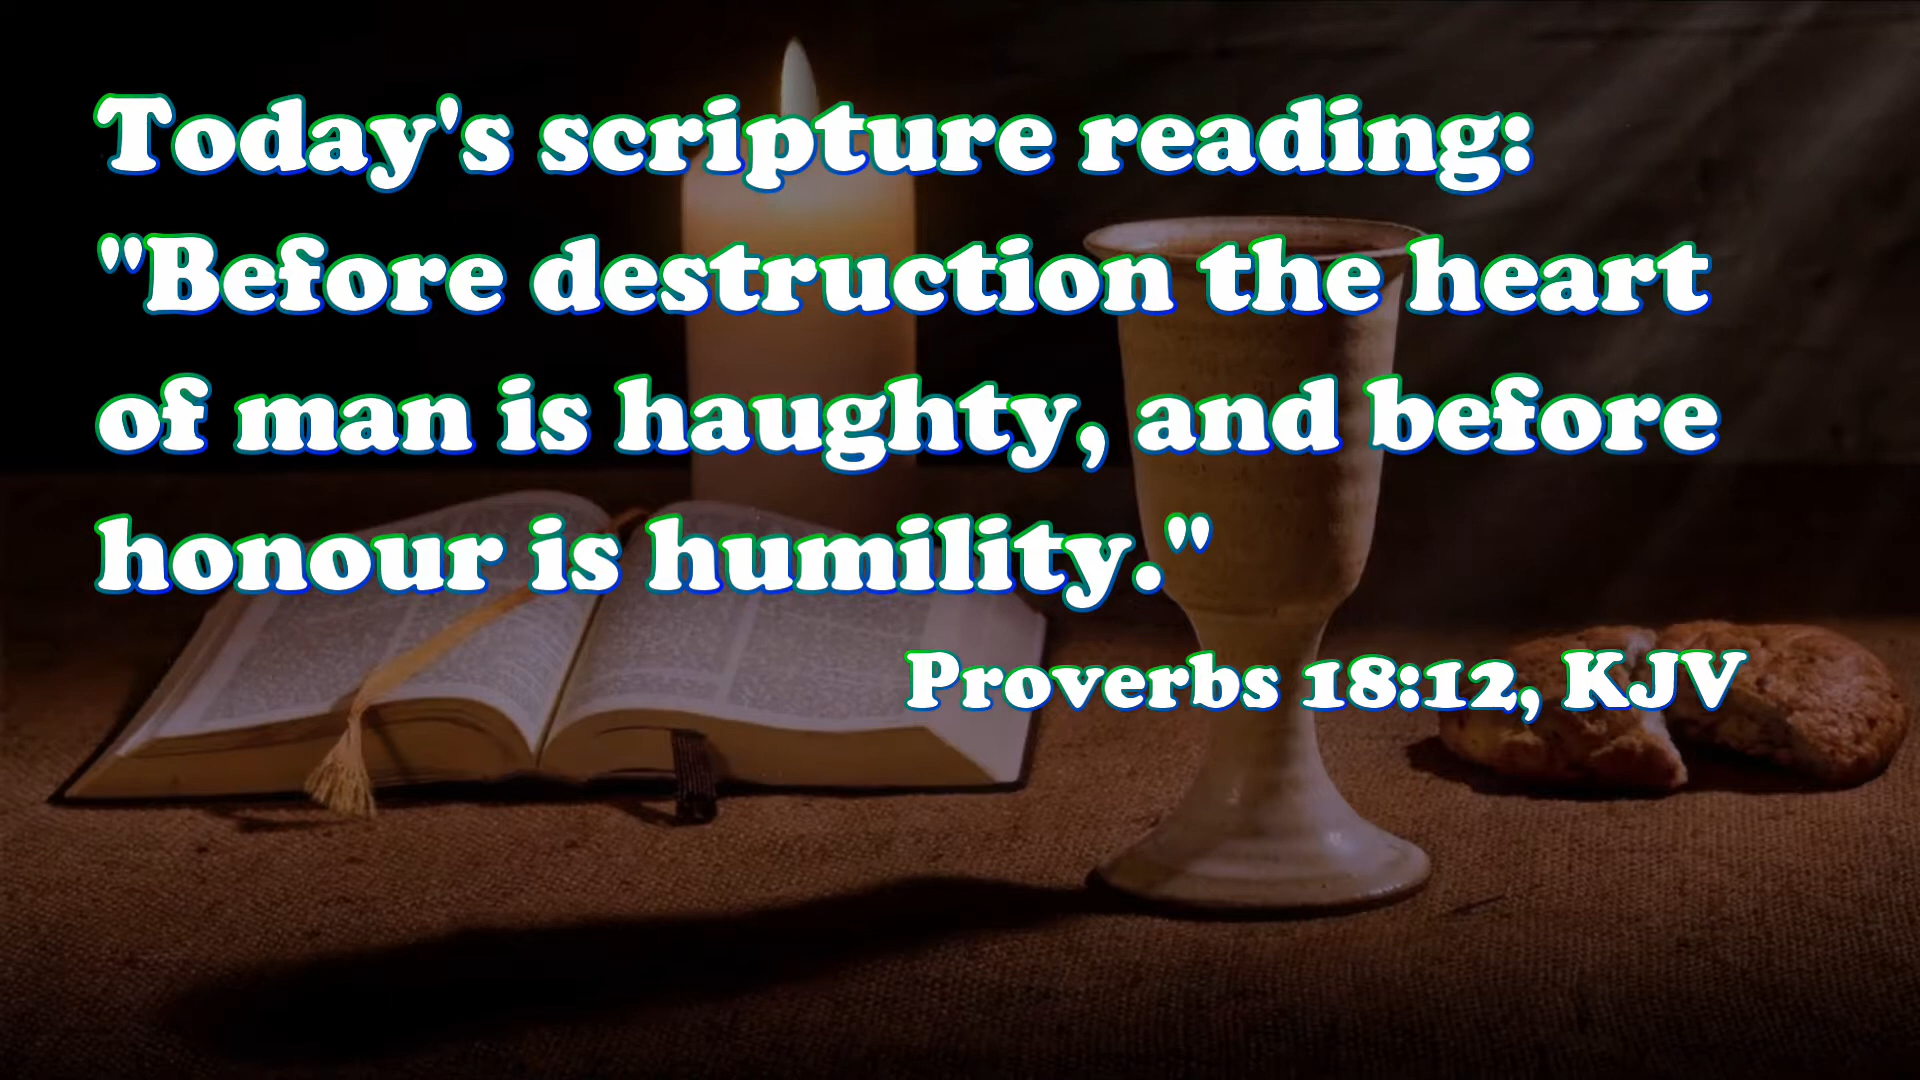 Today's scripture reading:
"Before destruction the heart
of man is haughty, and before
honour is humility."
Proverbs 18:12, KJV